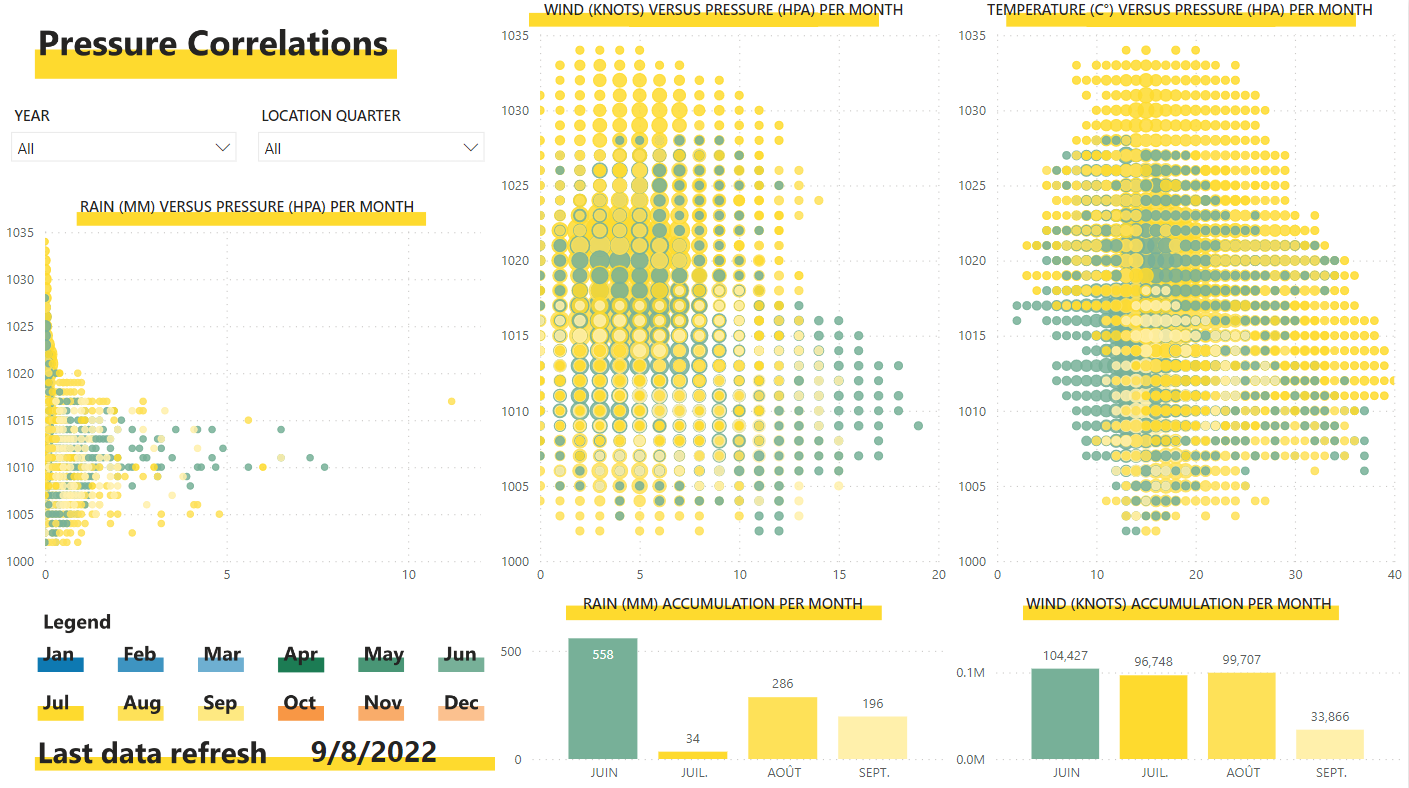 Pressure Correlations
YEAR
All
LOCATION QUARTER
All
RAIN (MM) VERSUS PRESSURE (HPA) PER MONTH
1035
1030
1025
1020
1015
1010
1005
1000
0 5 10
WIND (KNOTS) VERSUS PRESSURE (HPA) PER MONTH
1035
1030
1025
1020
1015
1010
1005
1000
0 5 10 15 20
TEMPERATURE (C°) VERSUS PRESSURE (HPA) PER MONTH
1035
1030
1025
1020
1015
1010
1005
1000
0 10 20 30 40
Legend
Jan Feb Mar Apr May Jun
Jul Aug Sep Oct Nov Dec
Last data refresh 9/8/2022
RAIN (MM) ACCUMULATION PER MONTH
500
0
558
34
286
196
JUIN JUIL. AOÛT SEPT.
WIND (KNOTS) ACCUMULATION PER MONTH
0.1M
0.0M
104,427
96,748
99,707
33,866
JUIN JUIL. AOÛT SEPT.